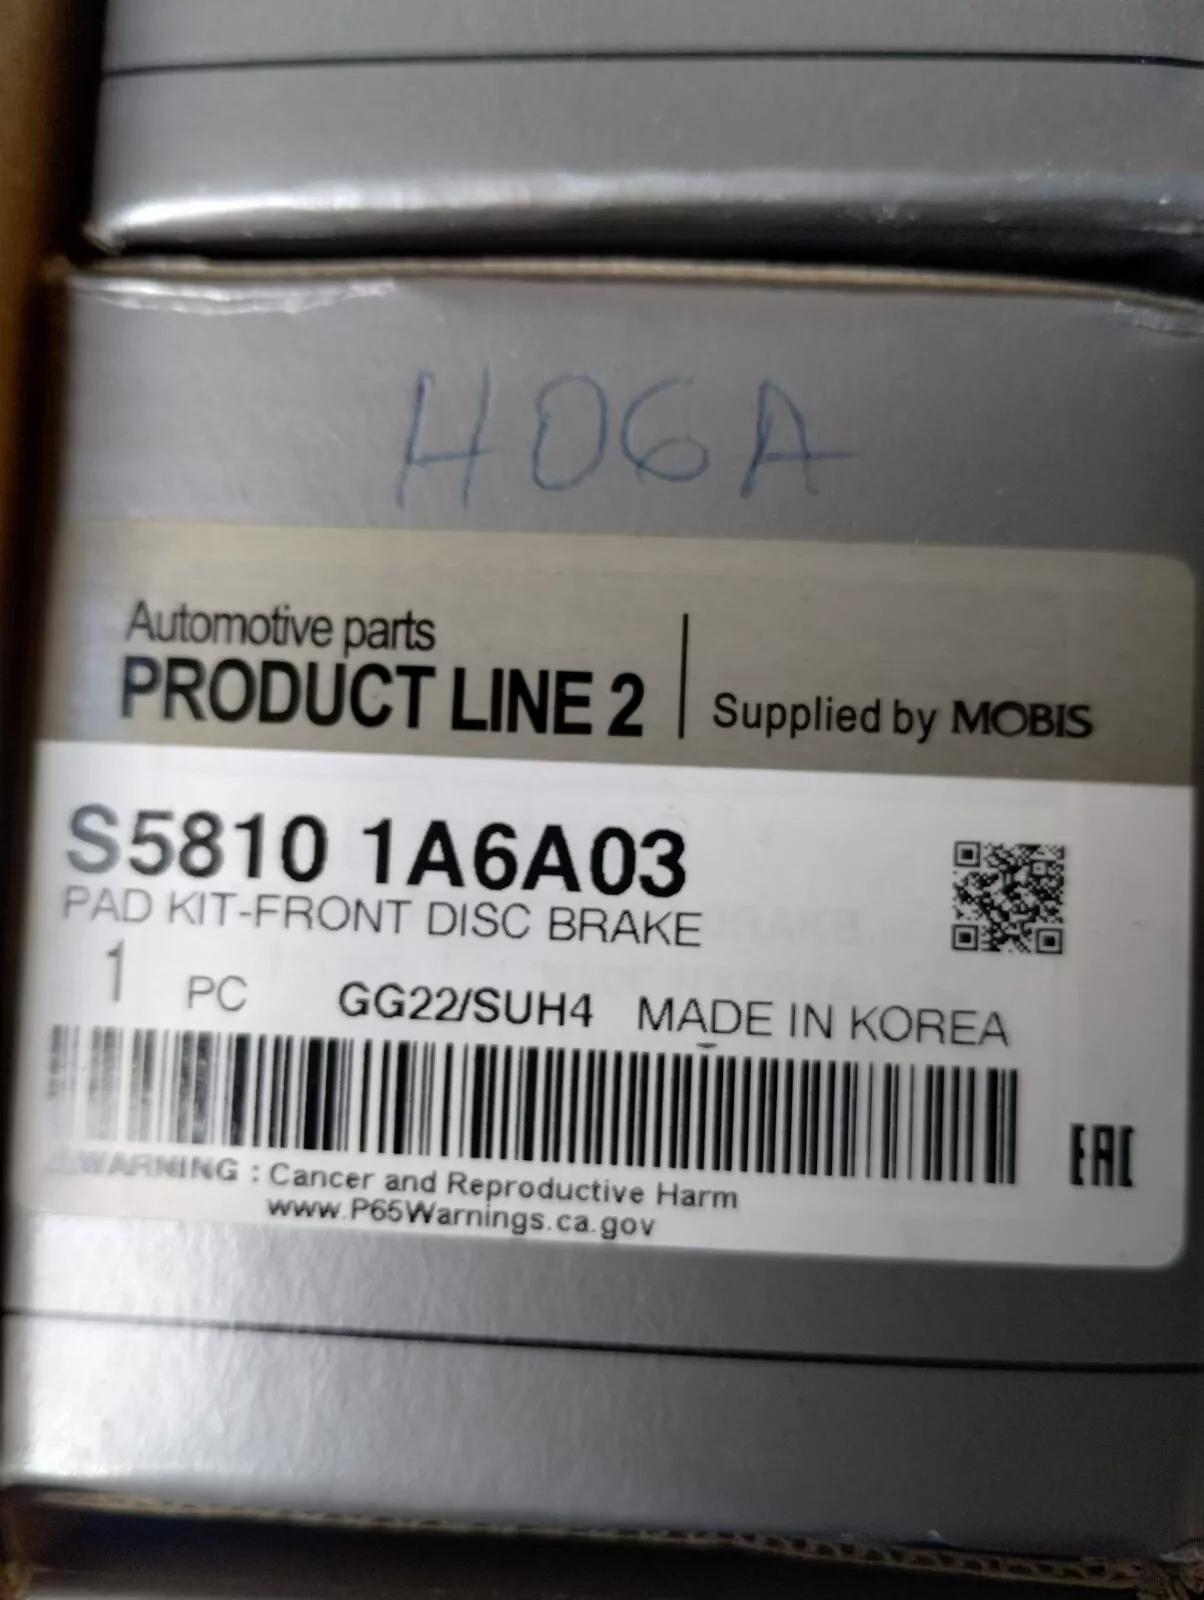 H06A
Automotive parts
PRODUCT LINE 2 | Supplied by MOBIS
S5810 1A6A03
PAD KIT-FRONT DISC BRAKE
1 PC GG22/SUH4 MADE IN KOREA
EAC
⚠WARNING : Cancer and Reproductive Harm
www.P65Warnings.ca.gov